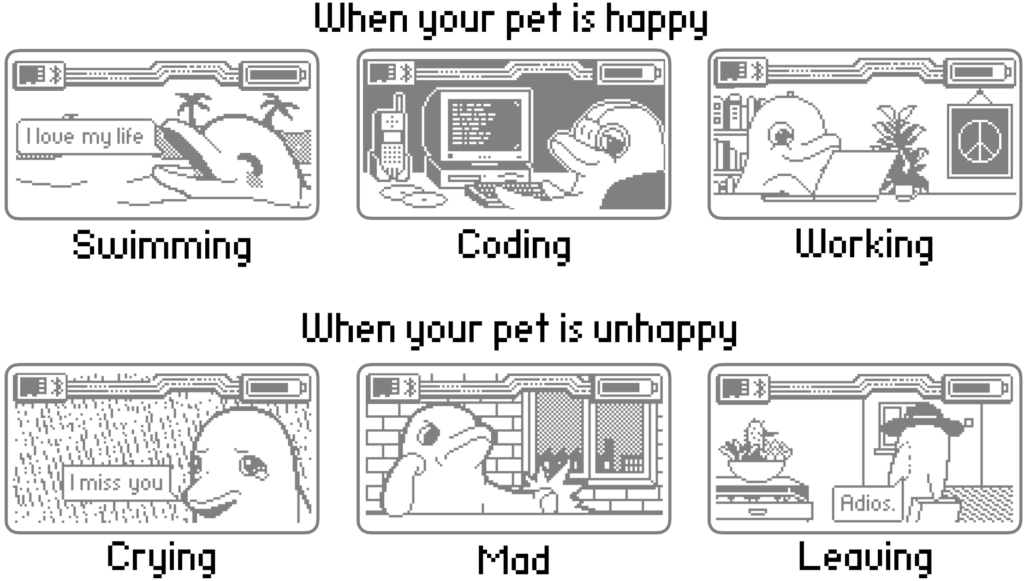 When your pet is happy
I love my life
Swimming
Coding
Working
When your pet is unhappy
I miss you
Adios.
Crying
Mad
Leaving